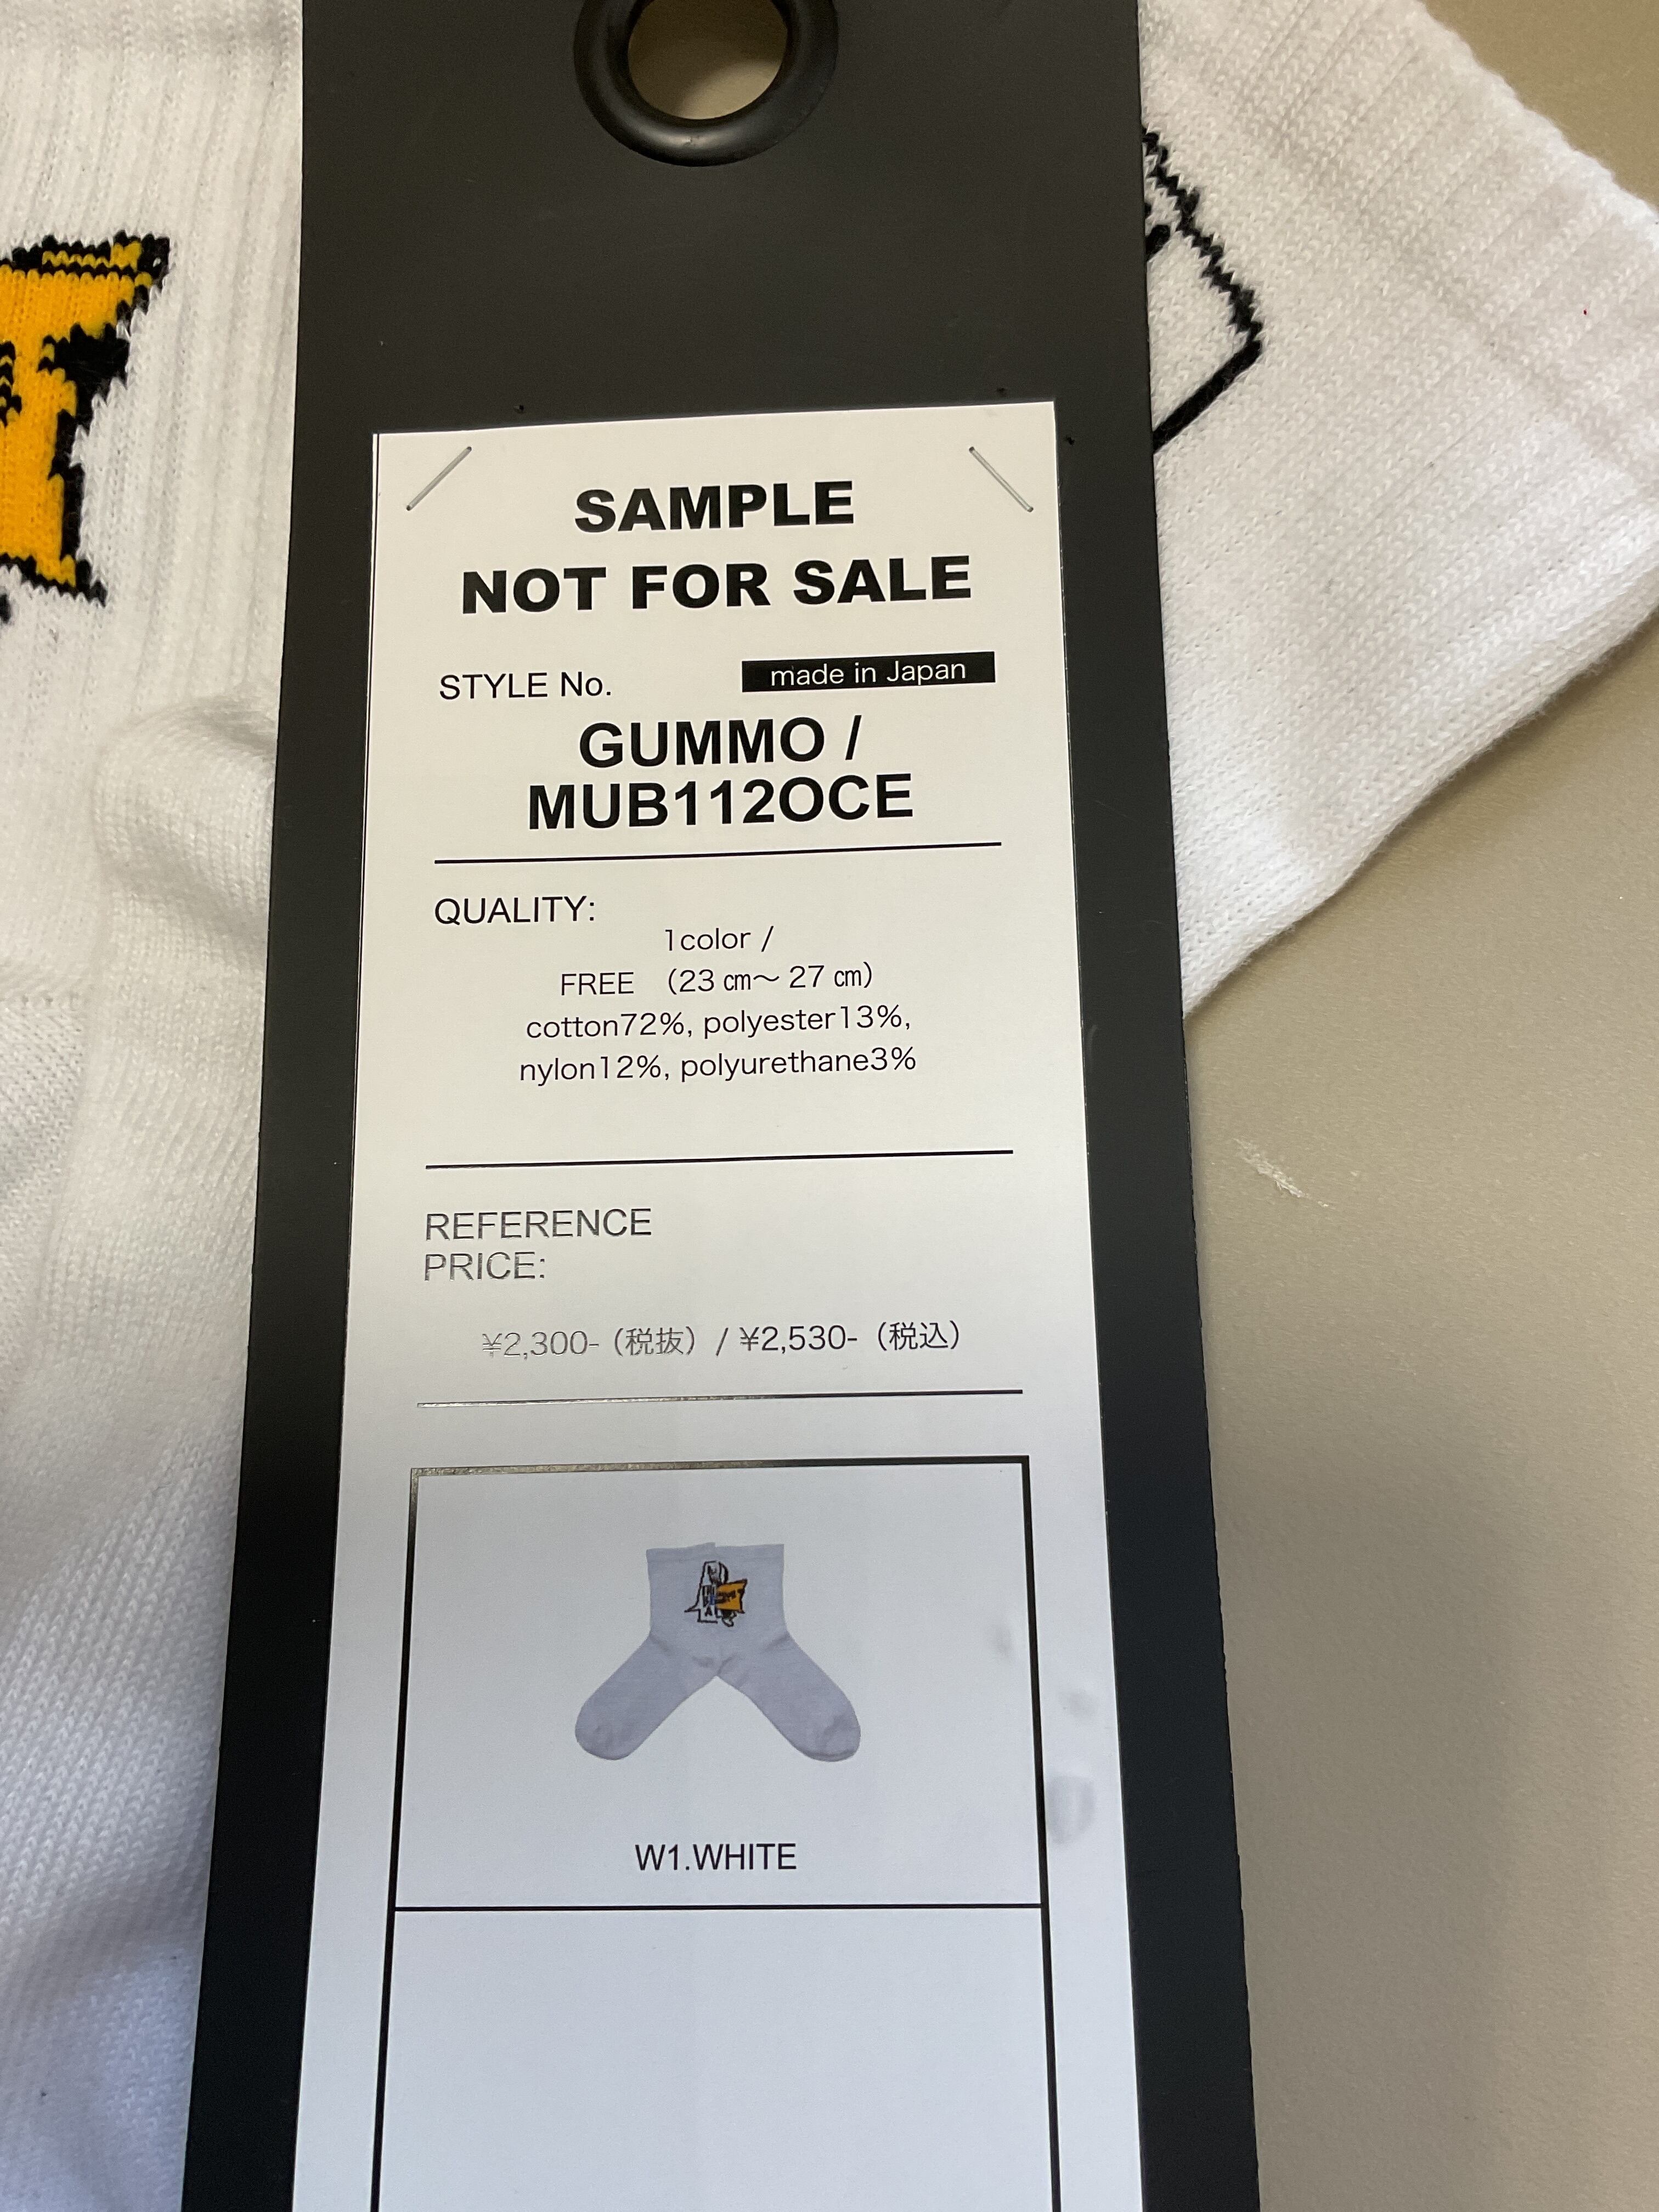 SAMPLE
NOT FOR SALE
STYLE No.
made in Japan
GUMMO /
MUB112OCE
QUALITY:
1color /
FREE （23 ㎝～ 27 ㎝）
cotton72%, polyester13%,
nylon12%, polyurethane3%
REFERENCE
PRICE:
¥2,300-（税抜）/ ¥2,530-（税込）
W1.WHITE